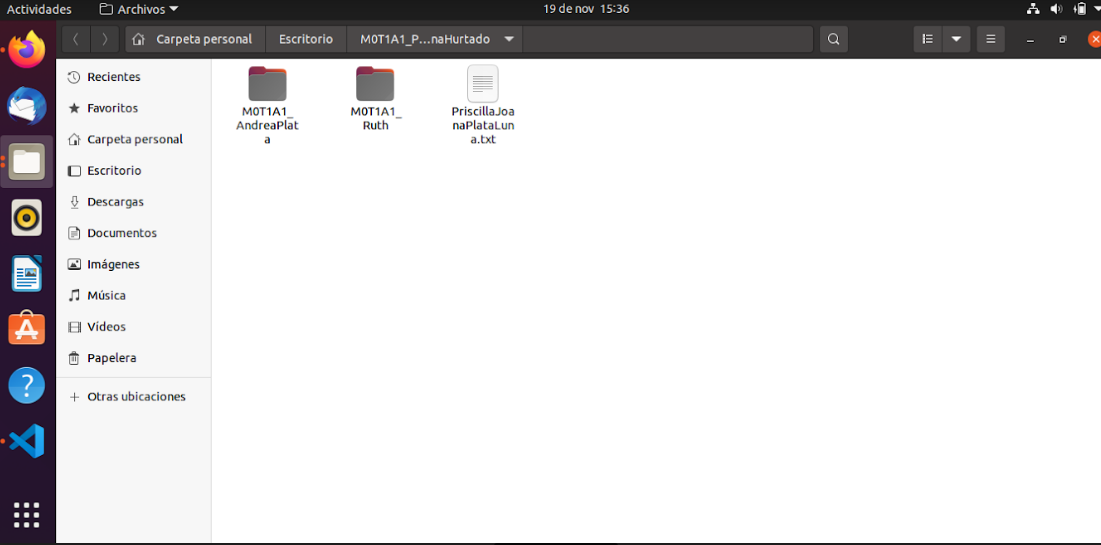 Actividades Archivos 19 de nov 15:36
Carpeta personal Escritorio M0T1A1_P...naHurtado
Recientes
Favoritos
Carpeta personal
Escritorio
Descargas
Documentos
Imágenes
Música
Vídeos
Papelera
Otras ubicaciones
M0T1A1_
AndreaPlat
a
M0T1A1_
Ruth
PriscillaJoa
naPlataLun
a.txt